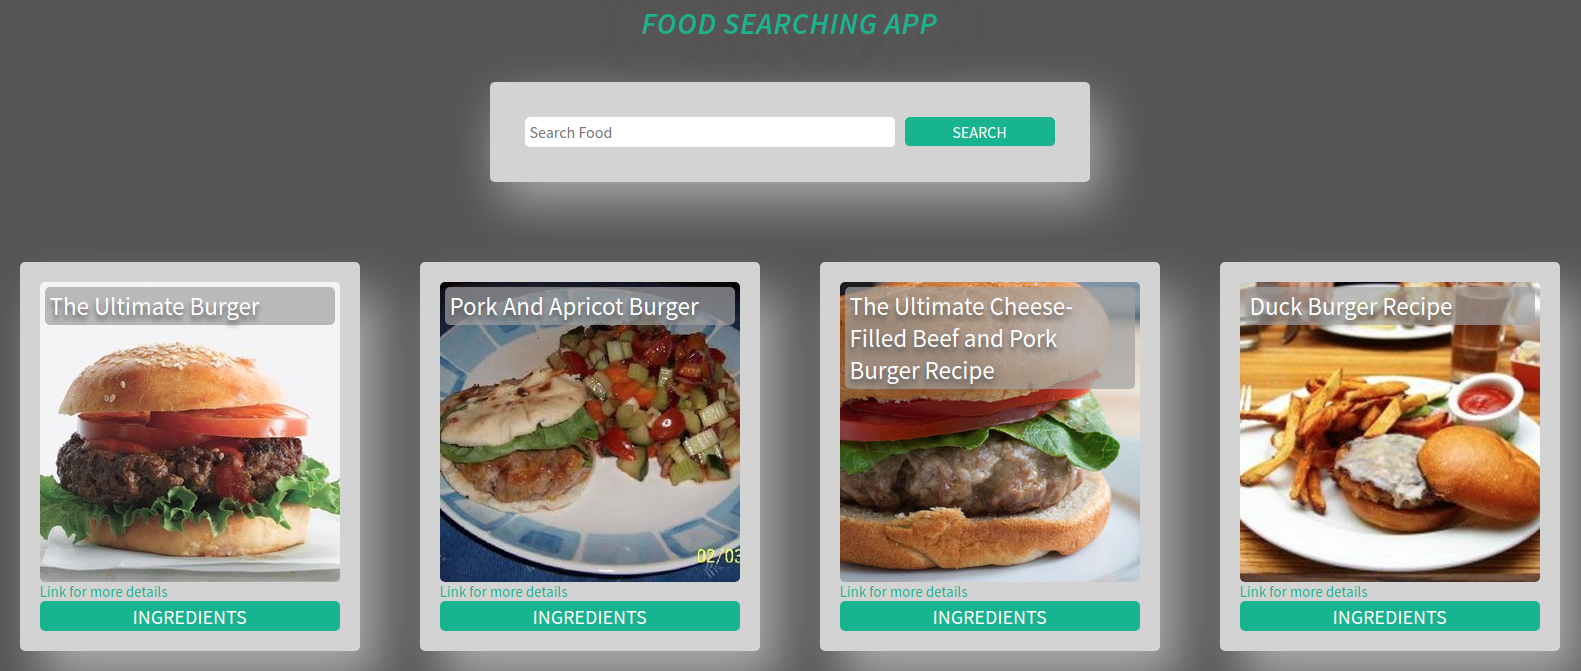 FOOD SEARCHING APP
Search Food
SEARCH
The Ultimate Burger
Link for more details
INGREDIENTS
Pork And Apricot Burger
02/03
Link for more details
INGREDIENTS
The Ultimate Cheese-
Filled Beef and Pork
Burger Recipe
Link for more details
INGREDIENTS
Duck Burger Recipe
Link for more details
INGREDIENTS